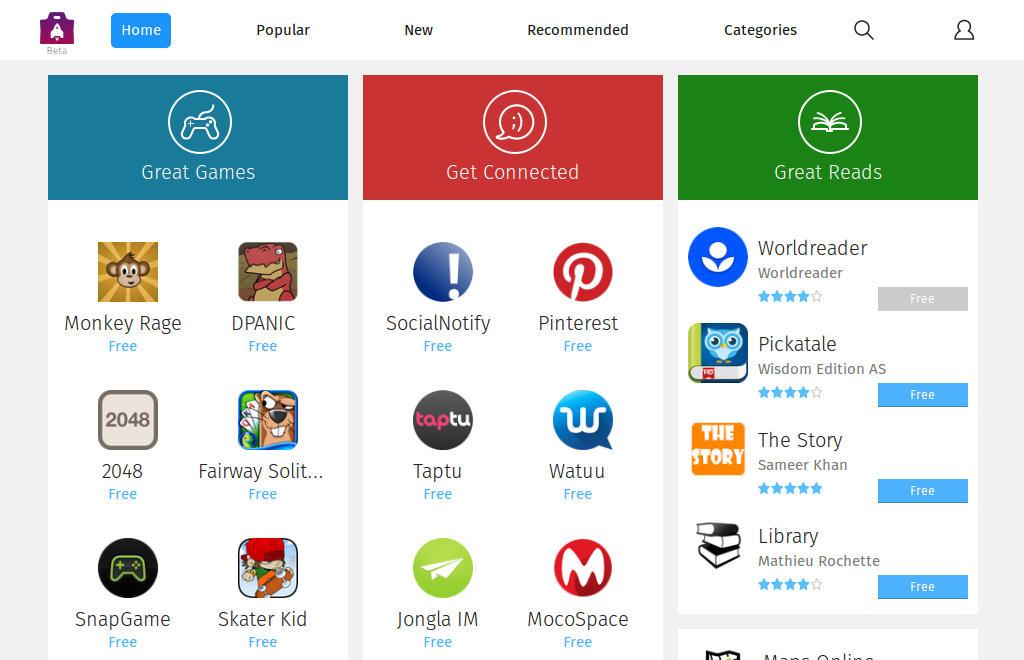 Beta
Home
Popular
New
Recommended
Categories
Great Games
Monkey Rage
Free
DPANIC
Free
2048
2048
Free
Fairway Solit...
Free
SnapGame
Free
Skater Kid
Free
;)
Get Connected
!
SocialNotify
Free
Pinterest
Free
taptu
Taptu
Free
Watuu
Free
Jongla IM
Free
MocoSpace
Free
Great Reads
Worldreader
Worldreader
Free
HD
Pickatale
Wisdom Edition AS
Free
THE
STORY
The Story
Sameer Khan
Free
Library
Mathieu Rochette
Free
Maps Online